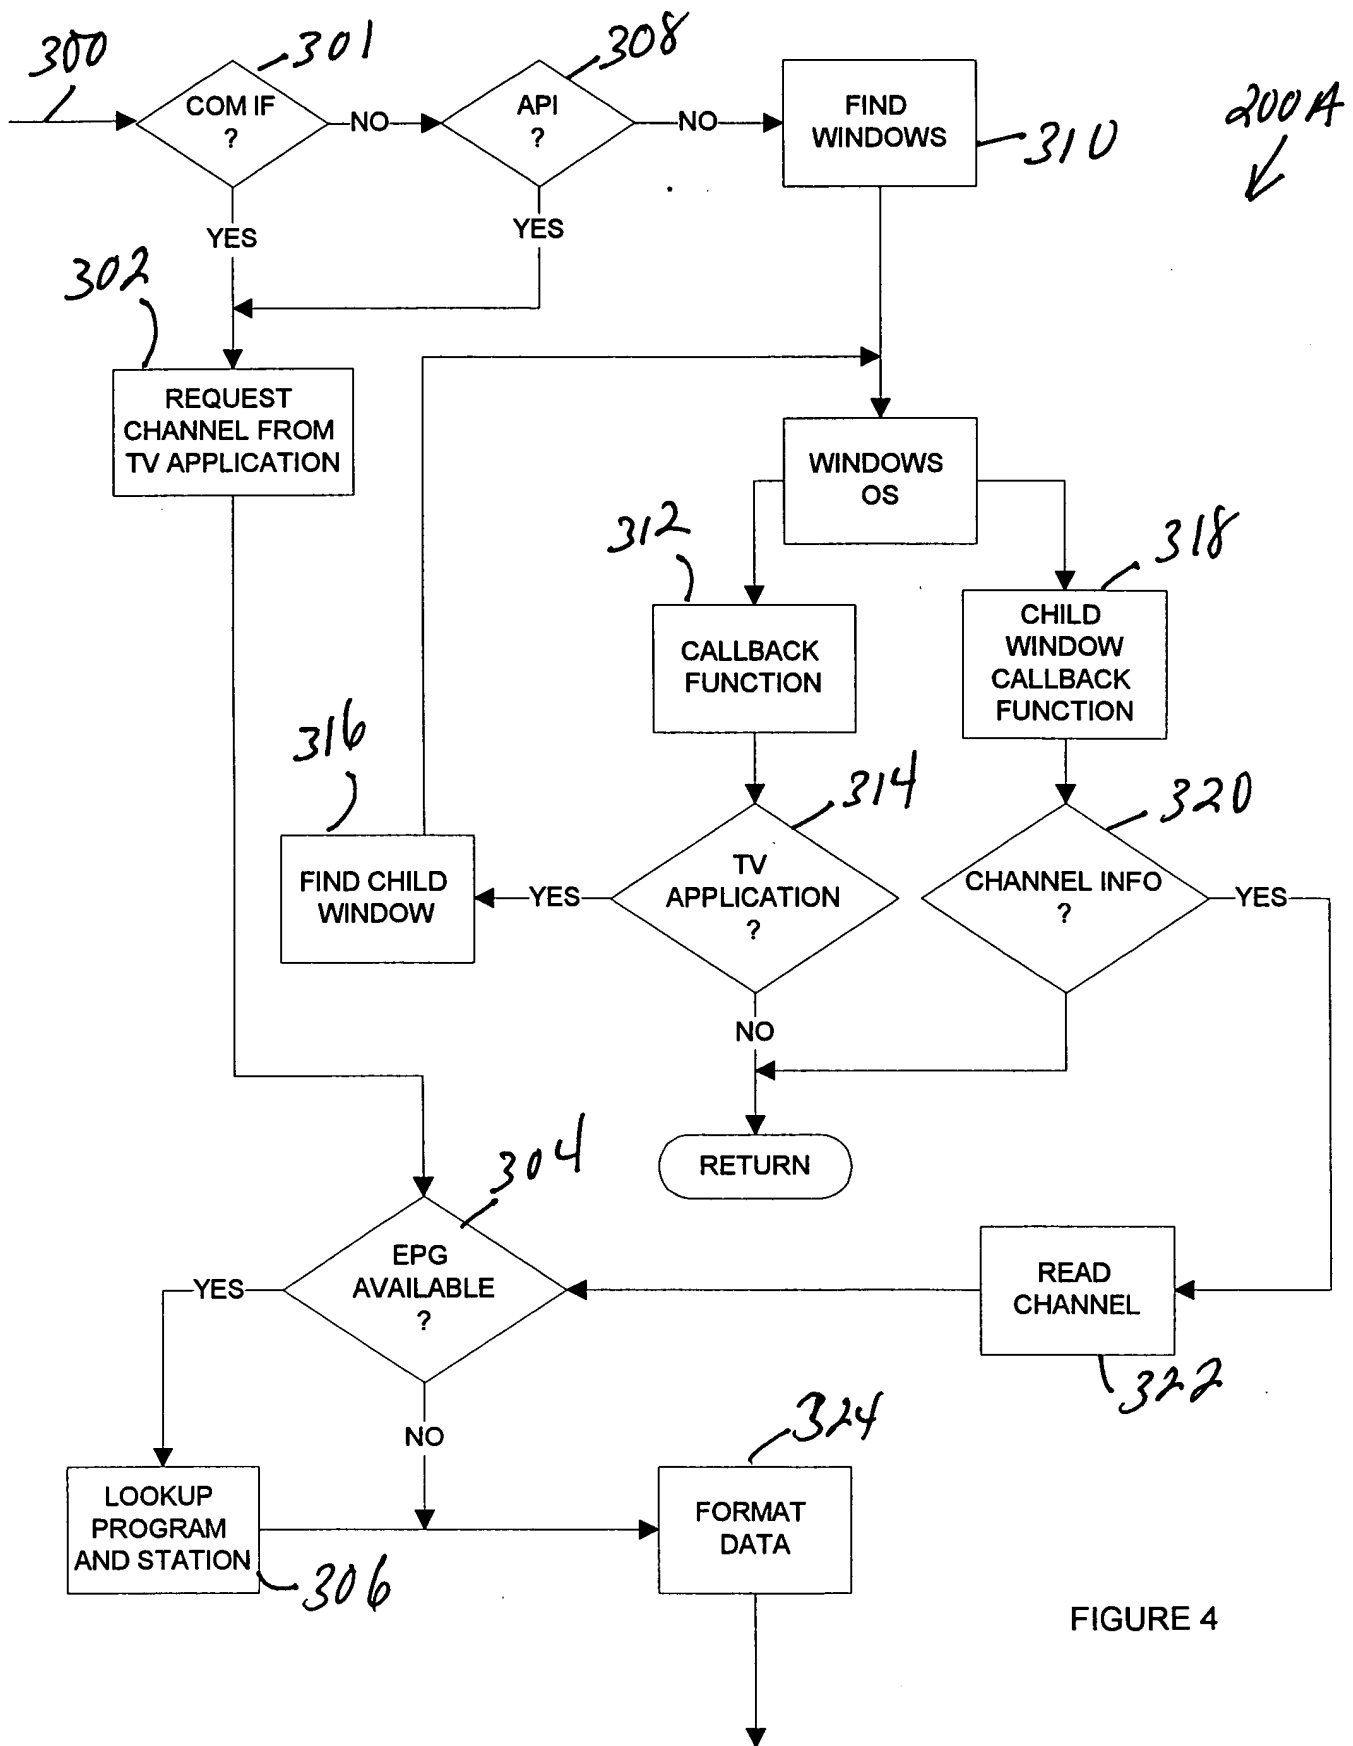 300
301
308
COM IF
?
NO
API
?
NO
FIND
WINDOWS
310
200A
YES
YES
302
REQUEST
CHANNEL FROM
TV APPLICATION
WINDOWS
OS
312
318
CALLBACK
FUNCTION
CHILD
WINDOW
CALLBACK
FUNCTION
316
314
320
FIND CHILD
WINDOW
YES
TV
APPLICATION
?
CHANNEL INFO
?
YES
NO
RETURN
304
EPG
AVAILABLE
?
YES
READ
CHANNEL
322
NO
324
LOOKUP
PROGRAM
AND STATION
306
FORMAT
DATA
FIGURE 4